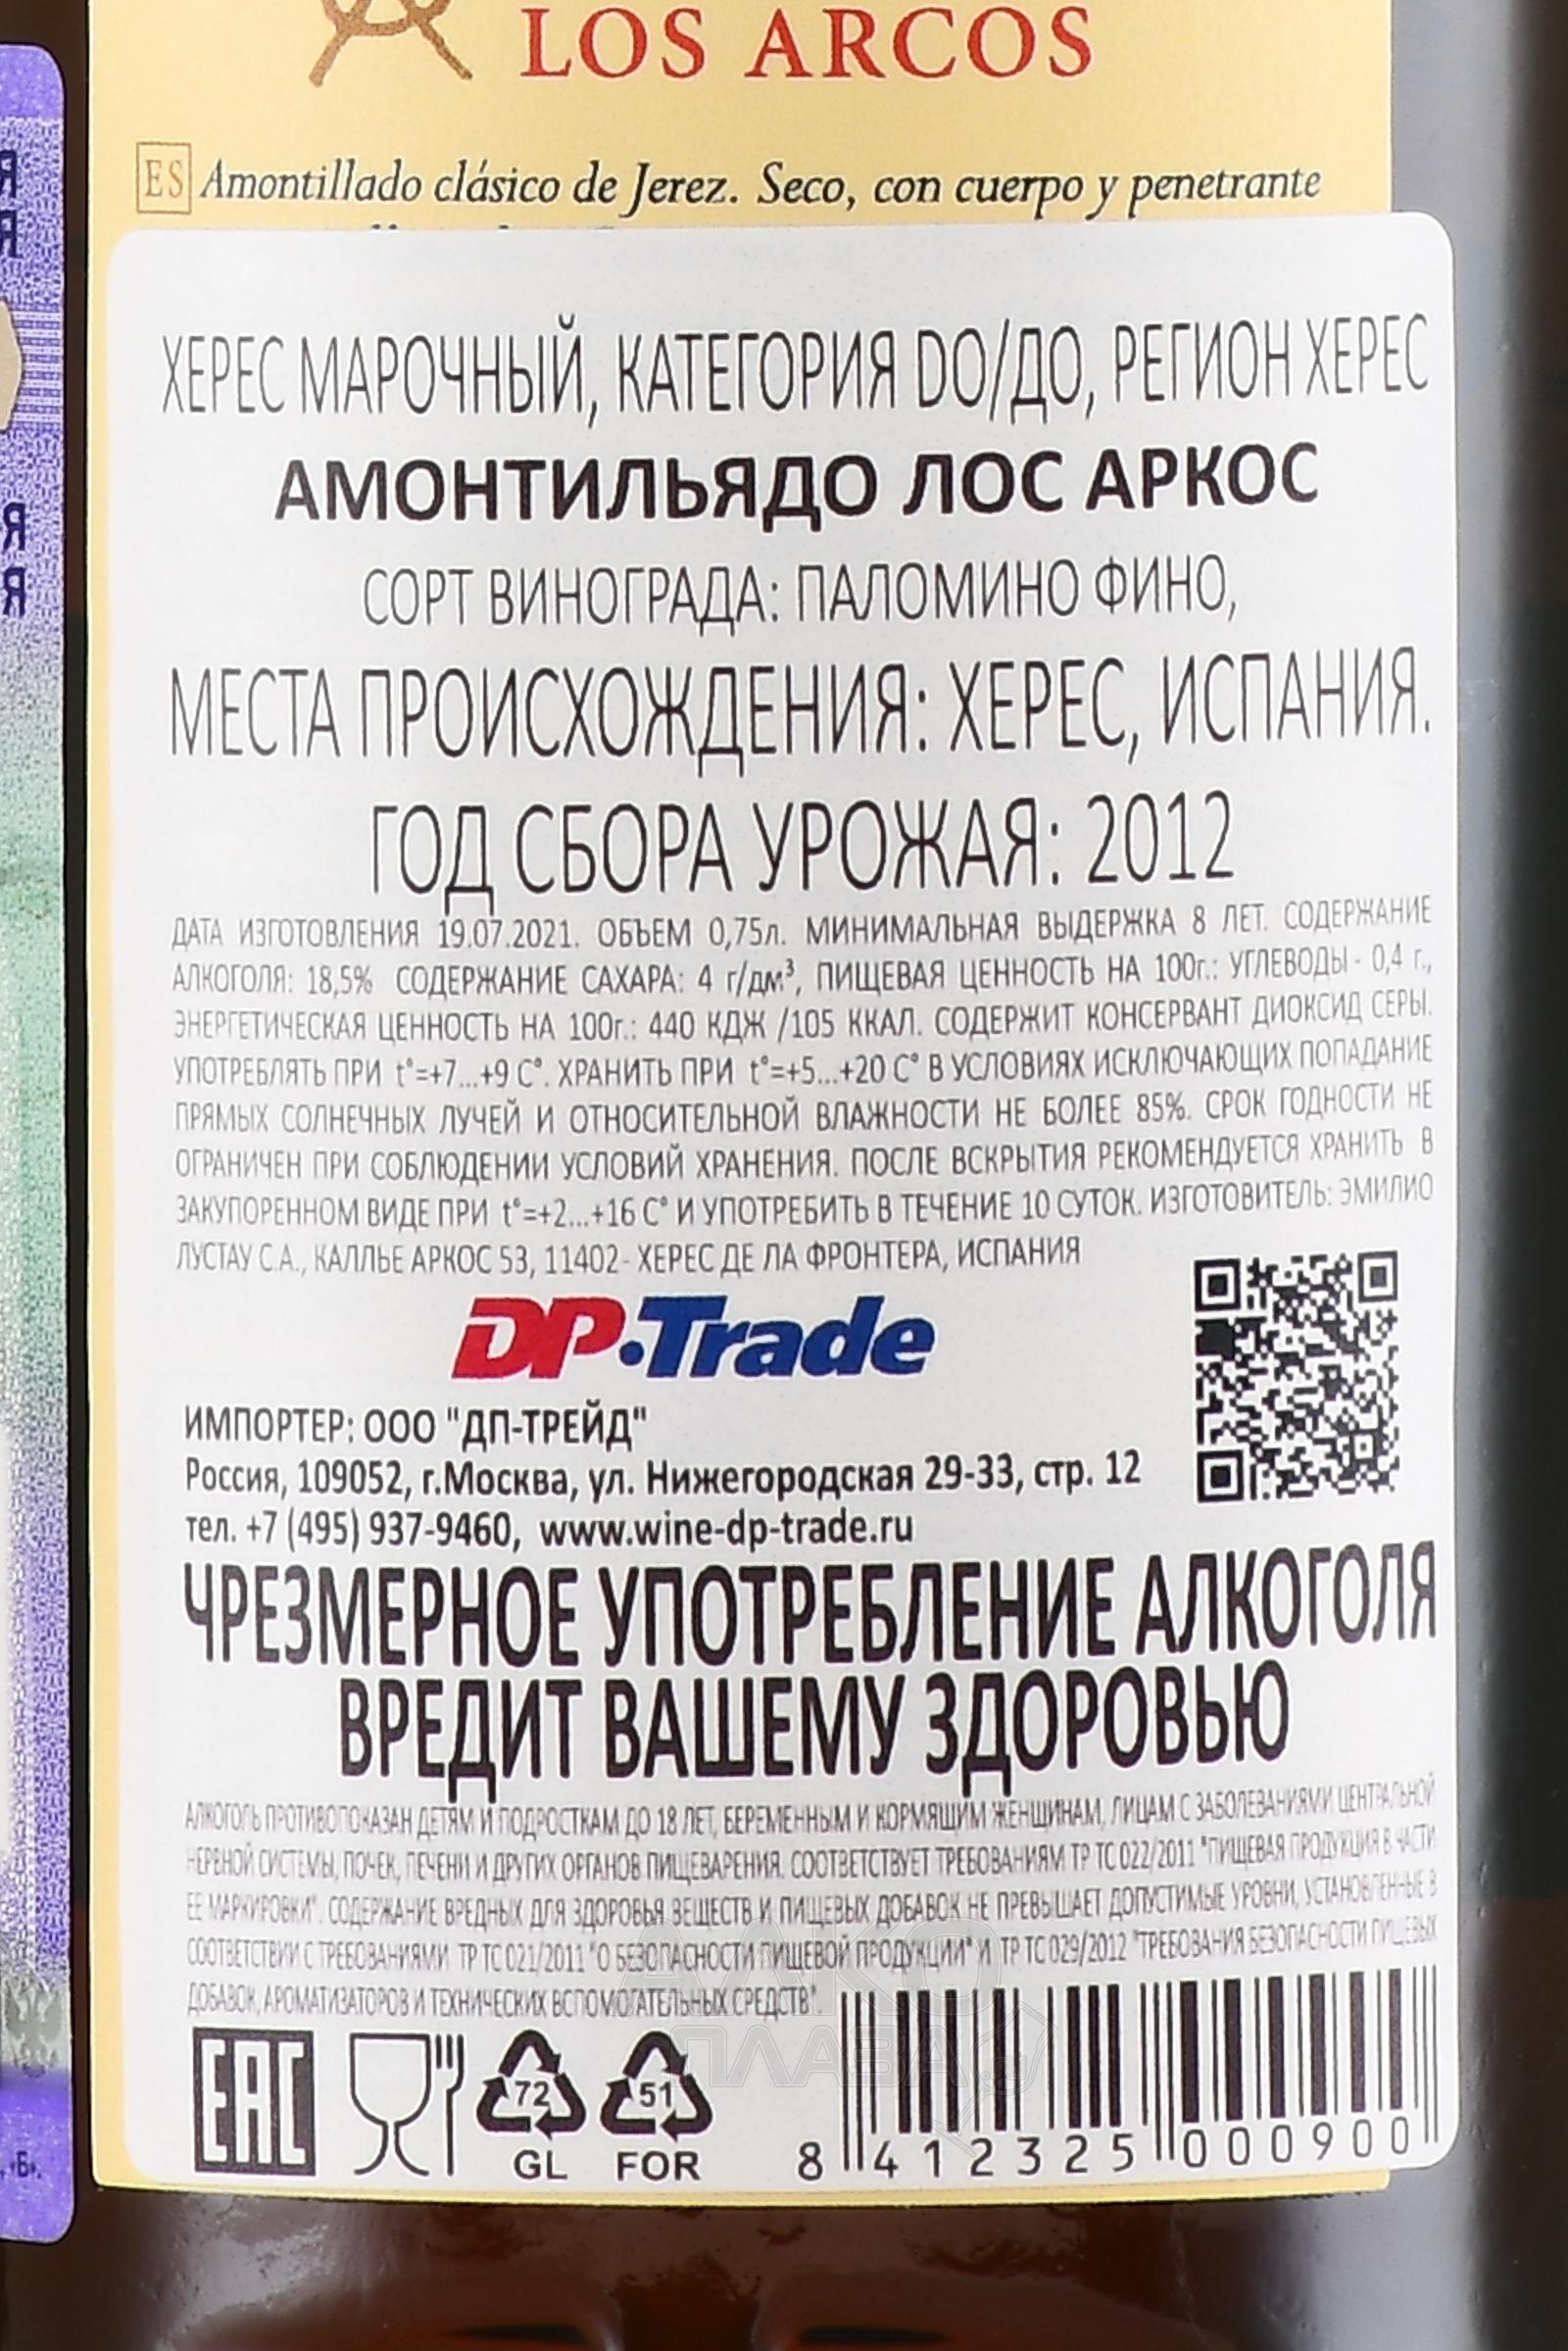 LOS ARCOS
ES Amontillado clásico de Jerez. Seco, con cuerpo y penetrante
Я
Я
Я
Я
ХЕРЕС МАРОЧНЫЙ, КАТЕГОРИЯ DO/ДО, РЕГИОН ХЕРЕС
АМОНТИЛЬЯДО ЛОС АРКОС
СОРТ ВИНОГРАДА: ПАЛОМИНО ФИНО,
МЕСТА ПРОИСХОЖДЕНИЯ: ХЕРЕС, ИСПАНИЯ.
ГОД СБОРА УРОЖАЯ: 2012
ДАТА ИЗГОТОВЛЕНИЯ 19.07.2021. ОБЪЕМ 0,75л. МИНИМАЛЬНАЯ ВЫДЕРЖКА 8 ЛЕТ. СОДЕРЖАНИЕ
АЛКОГОЛЯ: 18,5% СОДЕРЖАНИЕ САХАРА: 4 г/дм³, ПИЩЕВАЯ ЦЕННОСТЬ НА 100г.: УГЛЕВОДЫ - 0,4 г.,
ЭНЕРГЕТИЧЕСКАЯ ЦЕННОСТЬ НА 100г.: 440 КДЖ /105 ККАЛ. СОДЕРЖИТ КОНСЕРВАНТ ДИОКСИД СЕРЫ.
УПОТРЕБЛЯТЬ ПРИ t°=+7...+9 C°. ХРАНИТЬ ПРИ t°=+5...+20 C° В УСЛОВИЯХ ИСКЛЮЧАЮЩИХ ПОПАДАНИЕ
ПРЯМЫХ СОЛНЕЧНЫХ ЛУЧЕЙ И ОТНОСИТЕЛЬНОЙ ВЛАЖНОСТИ НЕ БОЛЕЕ 85%. СРОК ГОДНОСТИ НЕ
ОГРАНИЧЕН ПРИ СОБЛЮДЕНИИ УСЛОВИЙ ХРАНЕНИЯ. ПОСЛЕ ВСКРЫТИЯ РЕКОМЕНДУЕТСЯ ХРАНИТЬ В
ЗАКУПОРЕННОМ ВИДЕ ПРИ t°=+2...+16 C° И УПОТРЕБИТЬ В ТЕЧЕНИЕ 10 СУТОК. ИЗГОТОВИТЕЛЬ: ЭМИЛИО
ЛУСТАУ С.А., КАЛЛЬЕ АРКОС 53, 11402- ХЕРЕС ДЕ ЛА ФРОНТЕРА, ИСПАНИЯ
DP·Trade
ИМПОРТЕР: ООО "ДП-ТРЕЙД"
Россия, 109052, г.Москва, ул. Нижегородская 29-33, стр. 12
тел. +7 (495) 937-9460, www.wine-dp-trade.ru
ЧРЕЗМЕРНОЕ УПОТРЕБЛЕНИЕ АЛКОГОЛЯ
ВРЕДИТ ВАШЕМУ ЗДОРОВЬЮ
АЛКОГОЛЬ ПРОТИВОПОКАЗАН ДЕТЯМ И ПОДРОСТКАМ ДО 18 ЛЕТ, БЕРЕМЕННЫМ И КОРМЯЩИМ ЖЕНЩИНАМ, ЛИЦАМ С ЗАБОЛЕВАНИЯМИ ЦЕНТРАЛЬНОЙ
НЕРВНОЙ СИСТЕМЫ, ПОЧЕК, ПЕЧЕНИ И ДРУГИХ ОРГАНОВ ПИЩЕВАРЕНИЯ. СООТВЕТСТВУЕТ ТРЕБОВАНИЯМ ТР ТС 022/2011 "ПИЩЕВАЯ ПРОДУКЦИЯ В ЧАСТИ
ЕЕ МАРКИРОВКИ". СОДЕРЖАНИЕ ВРЕДНЫХ ДЛЯ ЗДОРОВЬЯ ВЕЩЕСТВ И ПИЩЕВЫХ ДОБАВОК НЕ ПРЕВЫШАЕТ ДОПУСТИМЫЕ УРОВНИ, УСТАНОВЛЕННЫЕ В
СООТВЕТСТВИИ С ТРЕБОВАНИЯМИ ТР ТС 021/2011 "О БЕЗОПАСНОСТИ ПИЩЕВОЙ ПРОДУКЦИИ" И ТР ТС 029/2012 "ТРЕБОВАНИЯ БЕЗОПАСНОСТИ ПИЩЕВЫХ
ДОБАВОК, АРОМАТИЗАТОРОВ И ТЕХНИЧЕСКИХ ВСПОМОГАТЕЛЬНЫХ СРЕДСТВ".
АЛКО
ПЛАЗА.ru
EAC
72
GL
51
FOR
8 412325 000900
«Б».